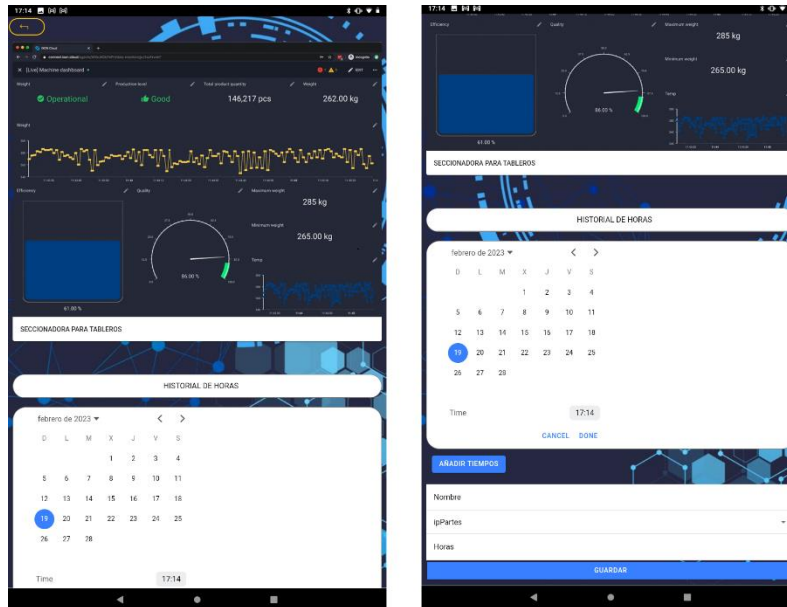 17:14
[Live] Machine dashboard
Weight
Production level
Total product quantity
Weight
Operational
Good
146,217 pcs
262.00 kg
Weight
Efficiency
Quality
Maximum weight
285 kg
Minimum weight
265.00 kg
Temp
86.00 %
61.00 %
SECCIONADORA PARA TABLEROS
HISTORIAL DE HORAS
febrero de 2023
D L M X J V S
1 2 3 4
5 6 7 8 9 10 11
12 13 14 15 16 17 18
19 20 21 22 23 24 25
26 27 28
Time 17:14
17:14
Efficiency
Quality
Maximum weight
285 kg
Minimum weight
265.00 kg
Temp
86.00 %
61.00 %
SECCIONADORA PARA TABLEROS
HISTORIAL DE HORAS
febrero de 2023
D L M X J V S
1 2 3 4
5 6 7 8 9 10 11
12 13 14 15 16 17 18
19 20 21 22 23 24 25
26 27 28
Time 17:14
CANCEL DONE
AÑADIR TIEMPOS
Nombre
ipPartes
Horas
GUARDAR